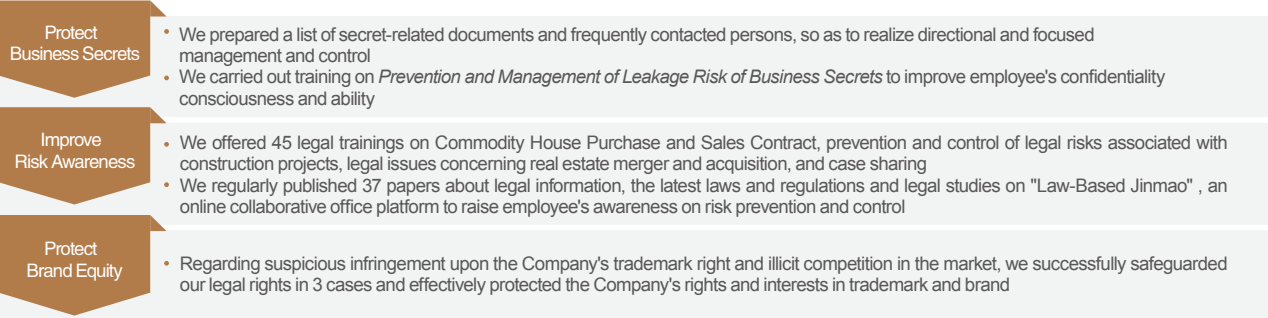 Protect
Business Secrets
• We prepared a list of secret-related documents and frequently contacted persons, so as to realize directional and focused
management and control
• We carried out training on Prevention and Management of Leakage Risk of Business Secrets to improve employee's confidentiality
consciousness and ability
Improve
Risk Awareness
• We offered 45 legal trainings on Commodity House Purchase and Sales Contract, prevention and control of legal risks associated with
construction projects, legal issues concerning real estate merger and acquisition, and case sharing
• We regularly published 37 papers about legal information, the latest laws and regulations and legal studies on "Law-Based Jinmao" , an
online collaborative office platform to raise employee's awareness on risk prevention and control
Protect
Brand Equity
• Regarding suspicious infringement upon the Company's trademark right and illicit competition in the market, we successfully safeguarded
our legal rights in 3 cases and effectively protected the Company's rights and interests in trademark and brand